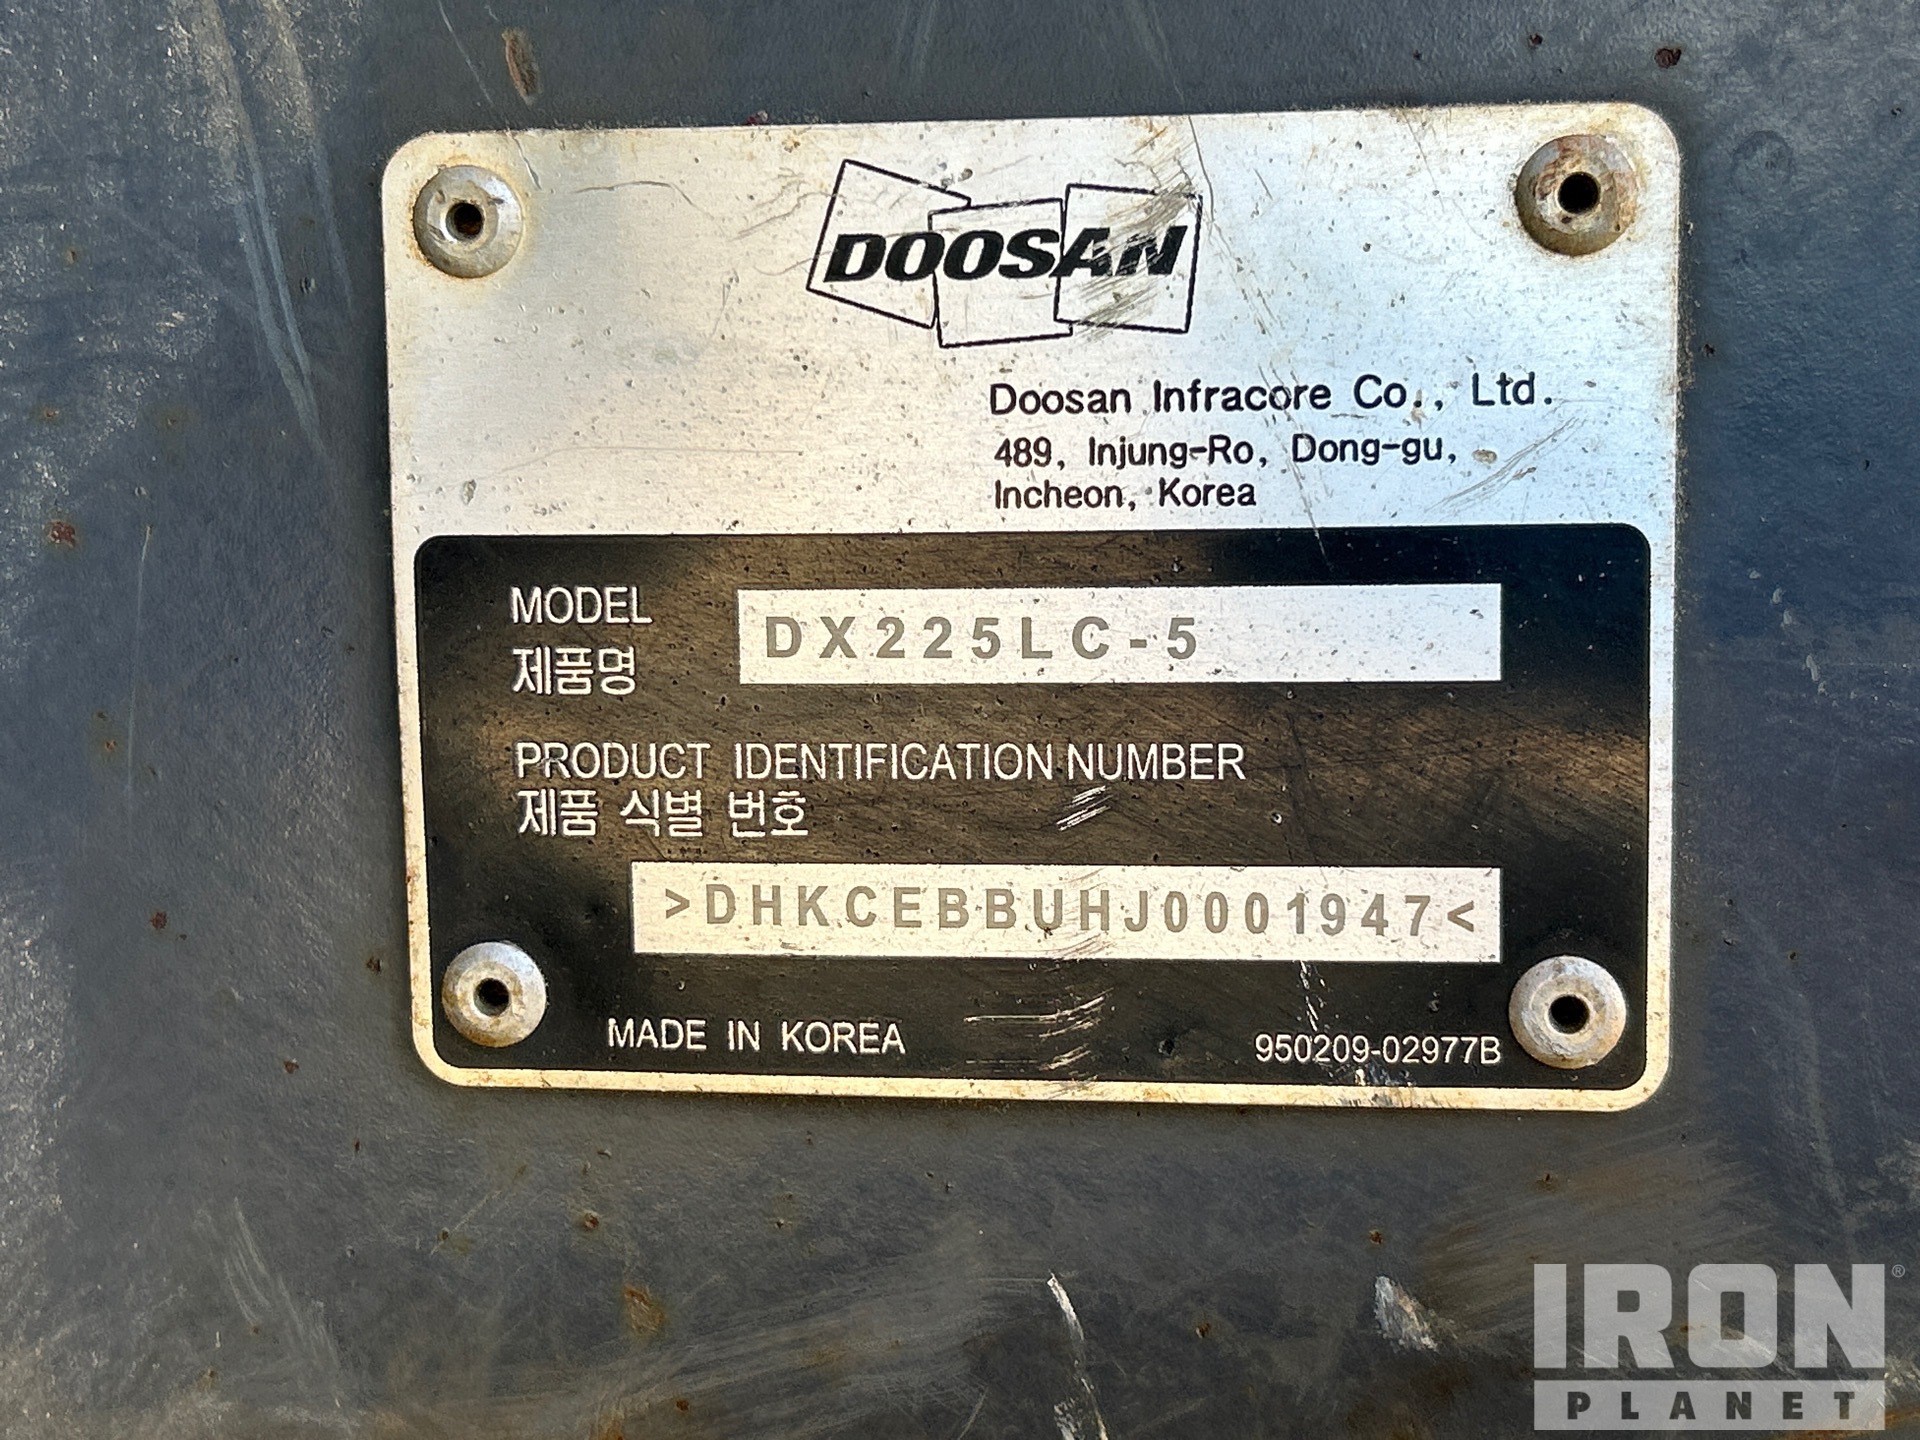 DOOSAN
Doosan Infracore Co., Ltd.
489, Injung-Ro, Dong-gu,
Incheon, Korea
MODEL
제품명
DX225LC-5
PRODUCT IDENTIFICATION NUMBER
제품 식별 번호
>DHKCEBBUHJ0001947<
MADE IN KOREA
950209-02977B
IRON®
PLANET